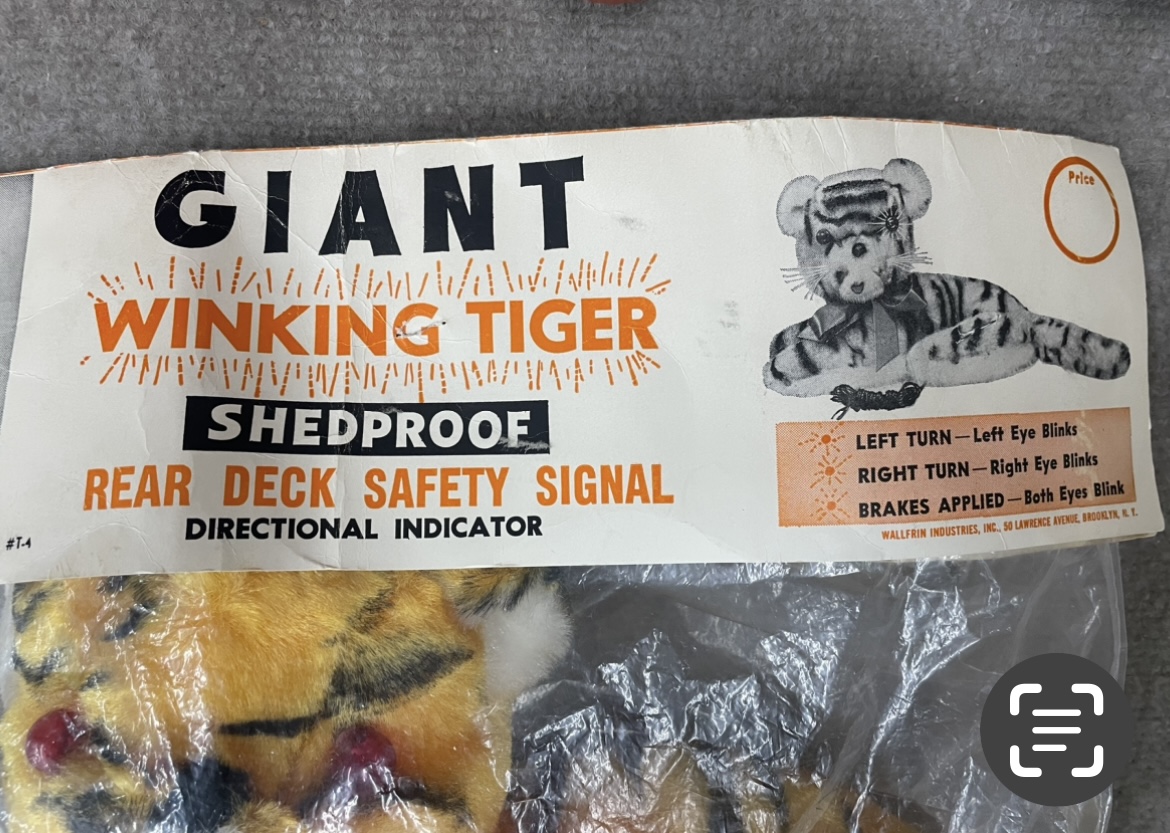 GIANT
WINKING TIGER
SHEDPROOF
REAR DECK SAFETY SIGNAL
DIRECTIONAL INDICATOR
#T-4
Price
LEFT TURN — Left Eye Blinks
RIGHT TURN — Right Eye Blinks
BRAKES APPLIED — Both Eyes Blink
WALLFRIN INDUSTRIES, INC., 50 LAWRENCE AVENUE, BROOKLYN, N. Y.